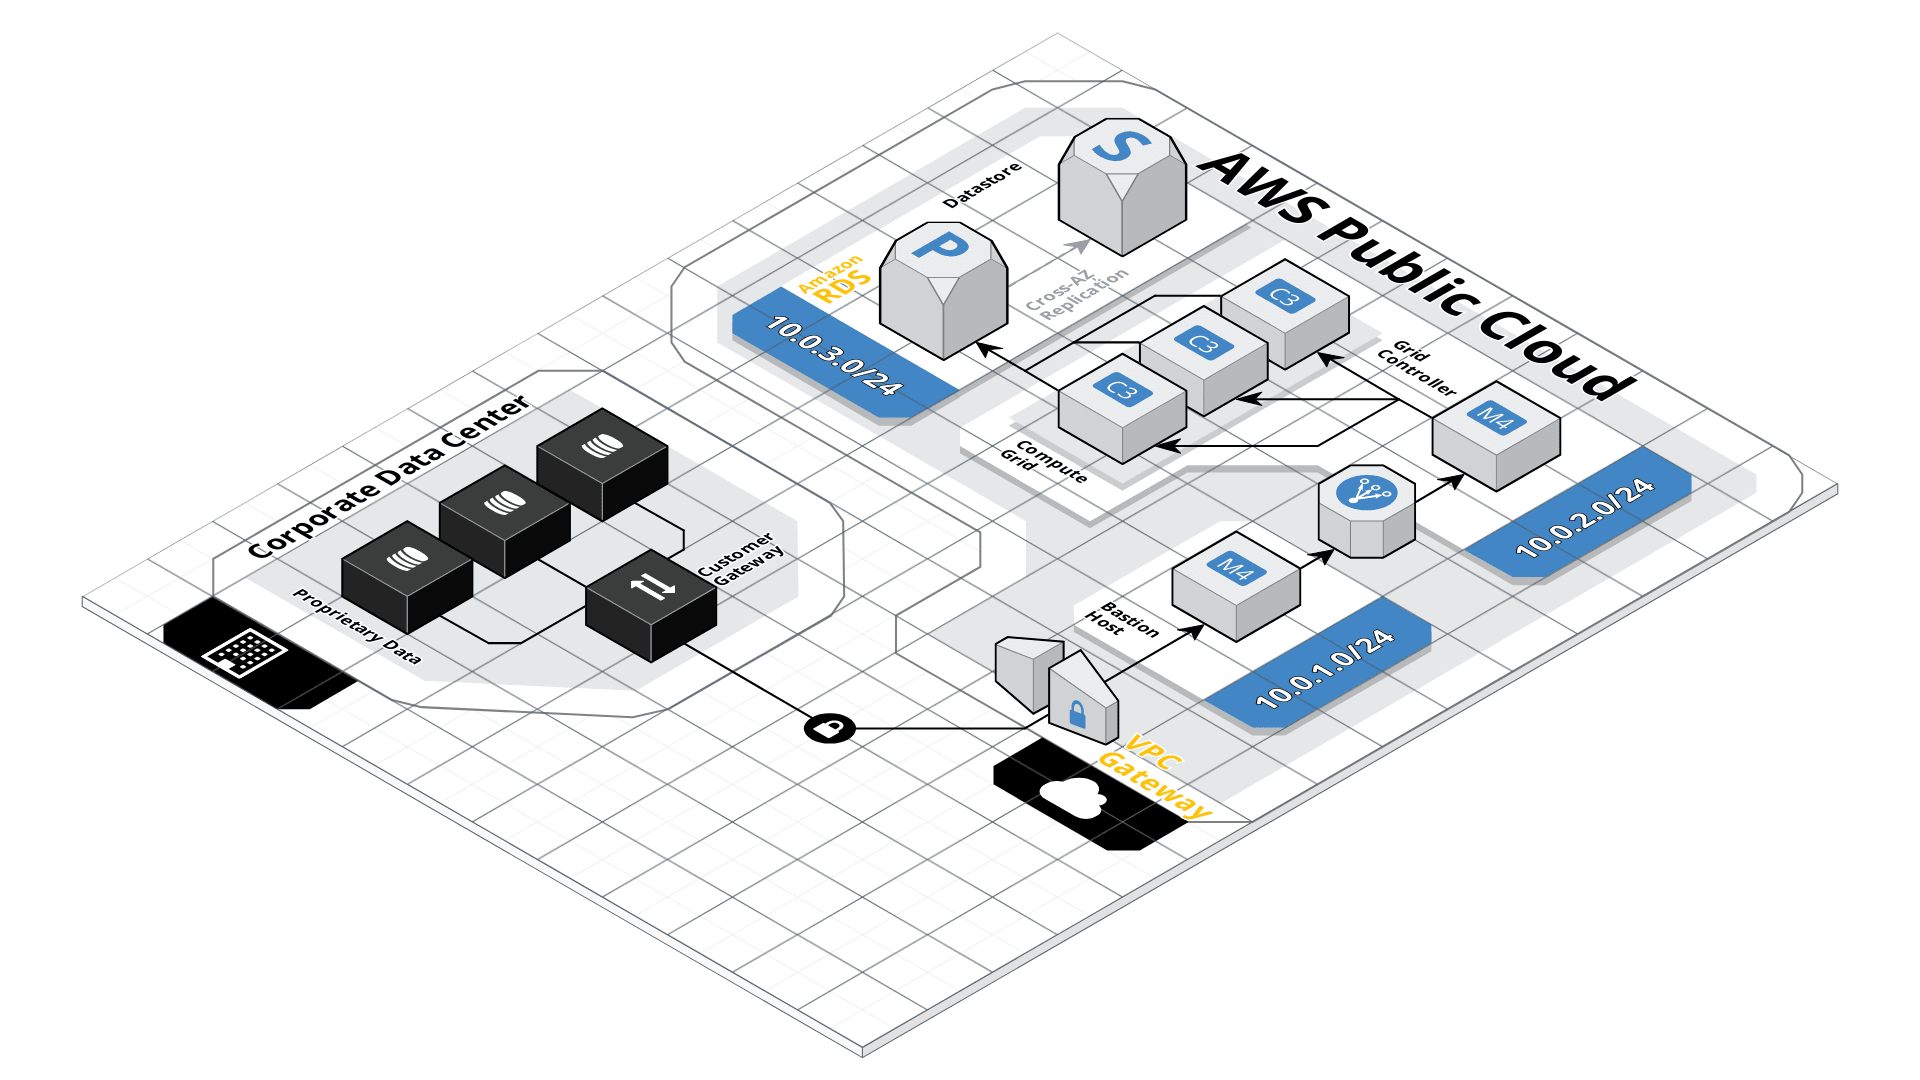 AWS Public Cloud
S
Datastore
P
Amazon
RDS
Cross-AZ
Replication
10.0.3.0/24
C3
C3
C3
Grid
Controller
M4
Compute
Grid
10.0.2.0/24
Corporate Data Center
Customer
Gateway
Proprietary Data
M4
Bastion
Host
10.0.1.0/24
VPC
Gateway